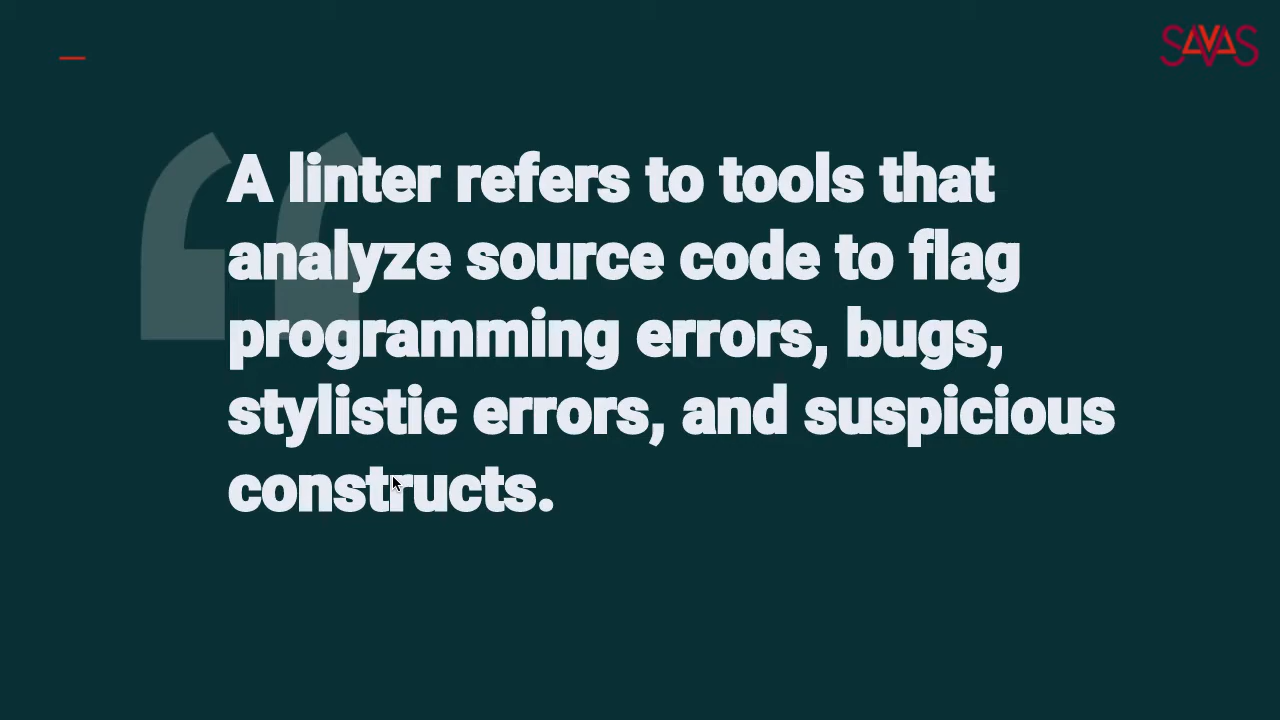 SAVAS
“
A linter refers to tools that
analyze source code to flag
programming errors, bugs,
stylistic errors, and suspicious
constructs.